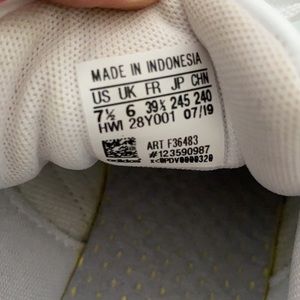 MADE IN INDONESIA
US UK FR JP CHN
7½ 6 39⅓ 245 240
HWI 28Y001 07/19
ART F36483
#123590987
adidas